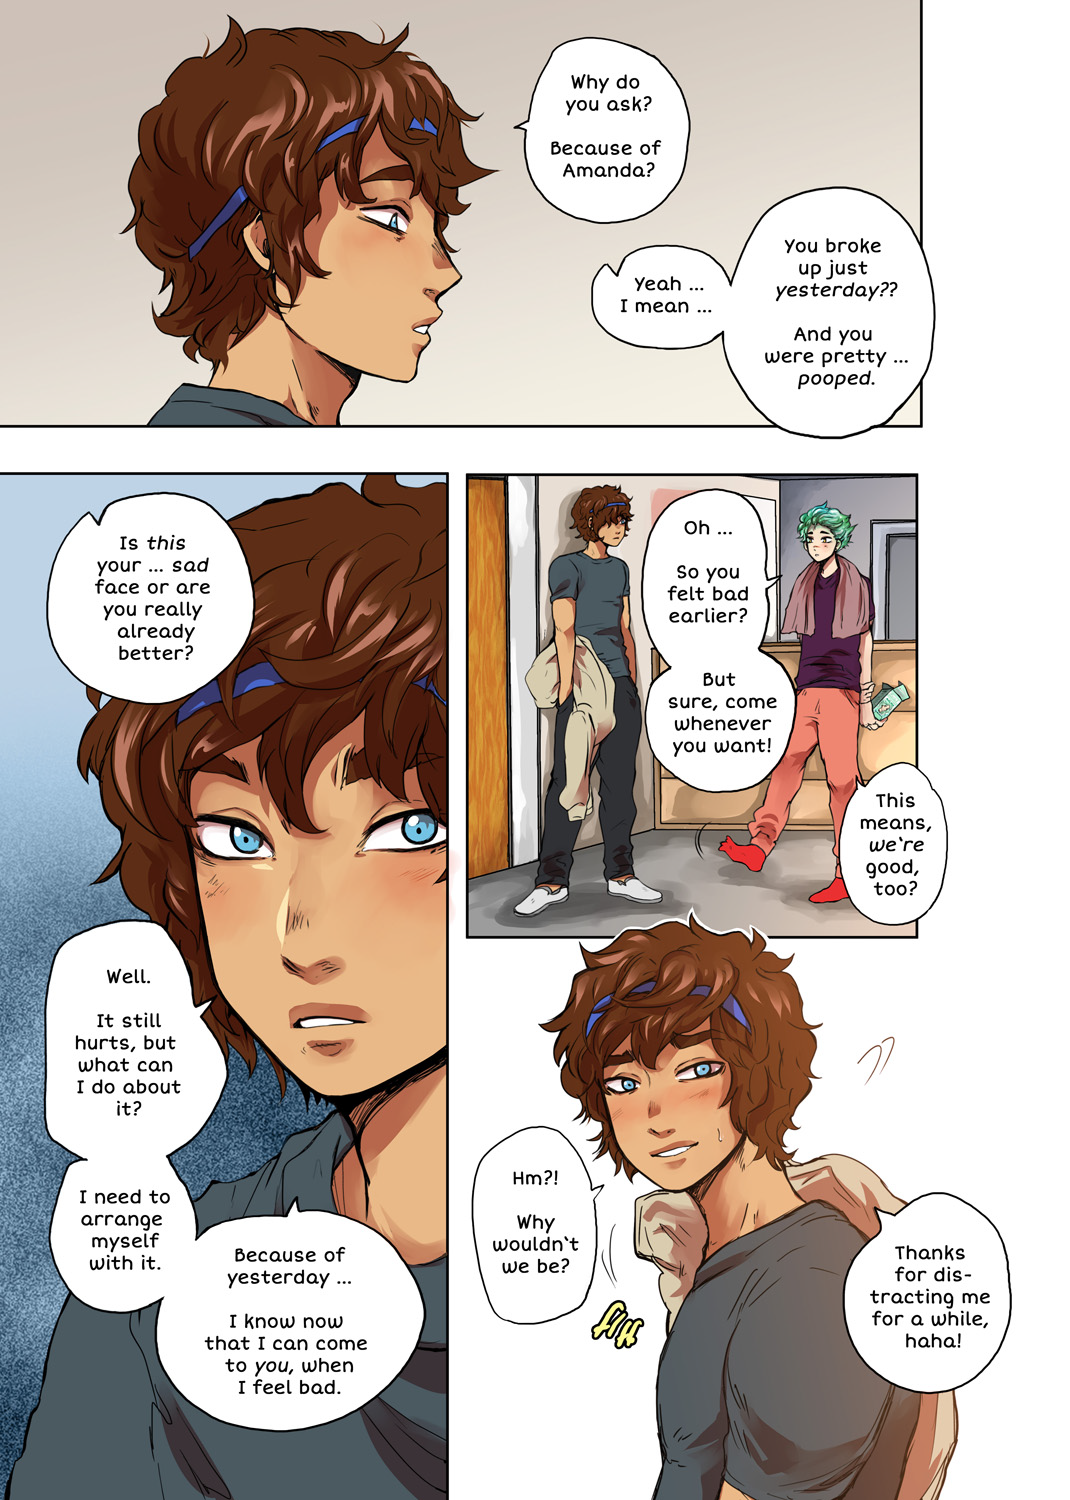 Why do
you ask?
Because of
Amanda?
Yeah ...
I mean ...
You broke
up just
yesterday??
And you
were pretty ...
pooped.
Is this
your ... sad
face or are
you really
already
better?
Well.
It still
hurts, but
what can
I do about
it?
I need to
arrange
myself
with it.
Because of
yesterday ...
I know now
that I can come
to you, when
I feel bad.
Oh ...
So you
felt bad
earlier?
But
sure, come
whenever
you want!
This
means,
we're
good,
too?
Hm?!
Why
wouldn't
we be?
Thanks
for dis-
tracting me
for a while,
haha!